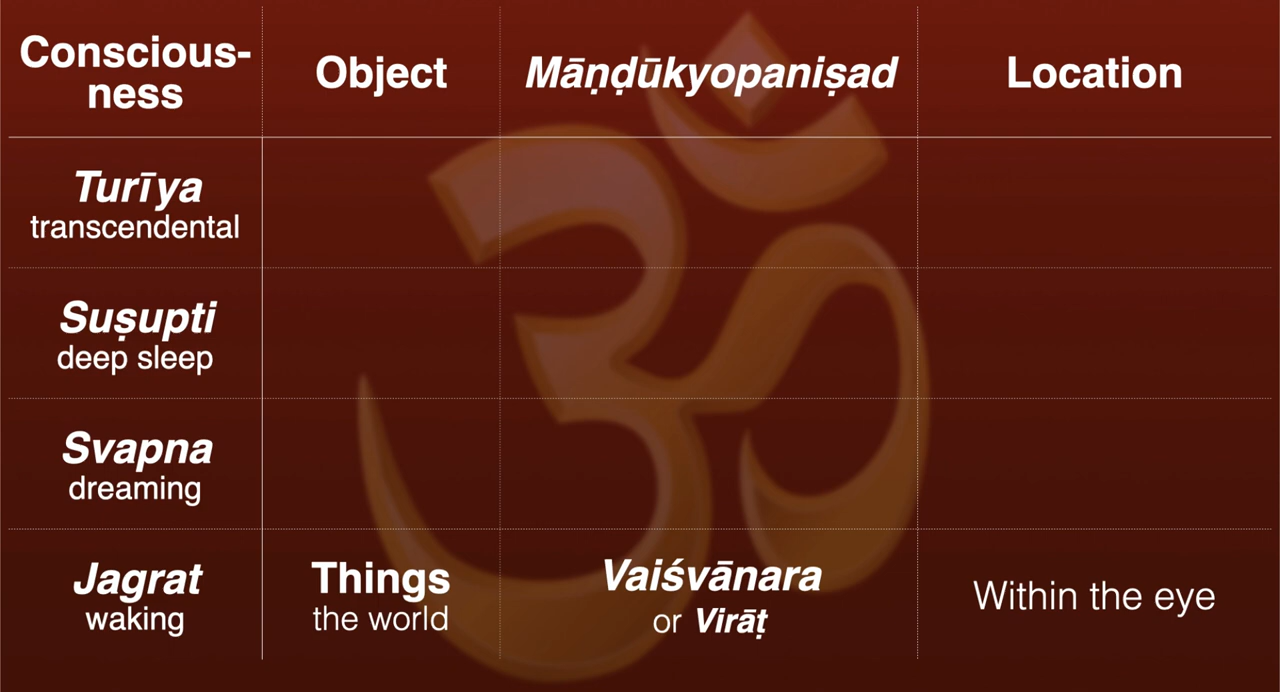 Conscious-
ness
Object
Māṇḍūkyopaniṣad
Location
Turīya
transcendental
Suṣupti
deep sleep
Svapna
dreaming
Jagrat
waking
Things
the world
Vaiśvānara
or Virāṭ
Within the eye